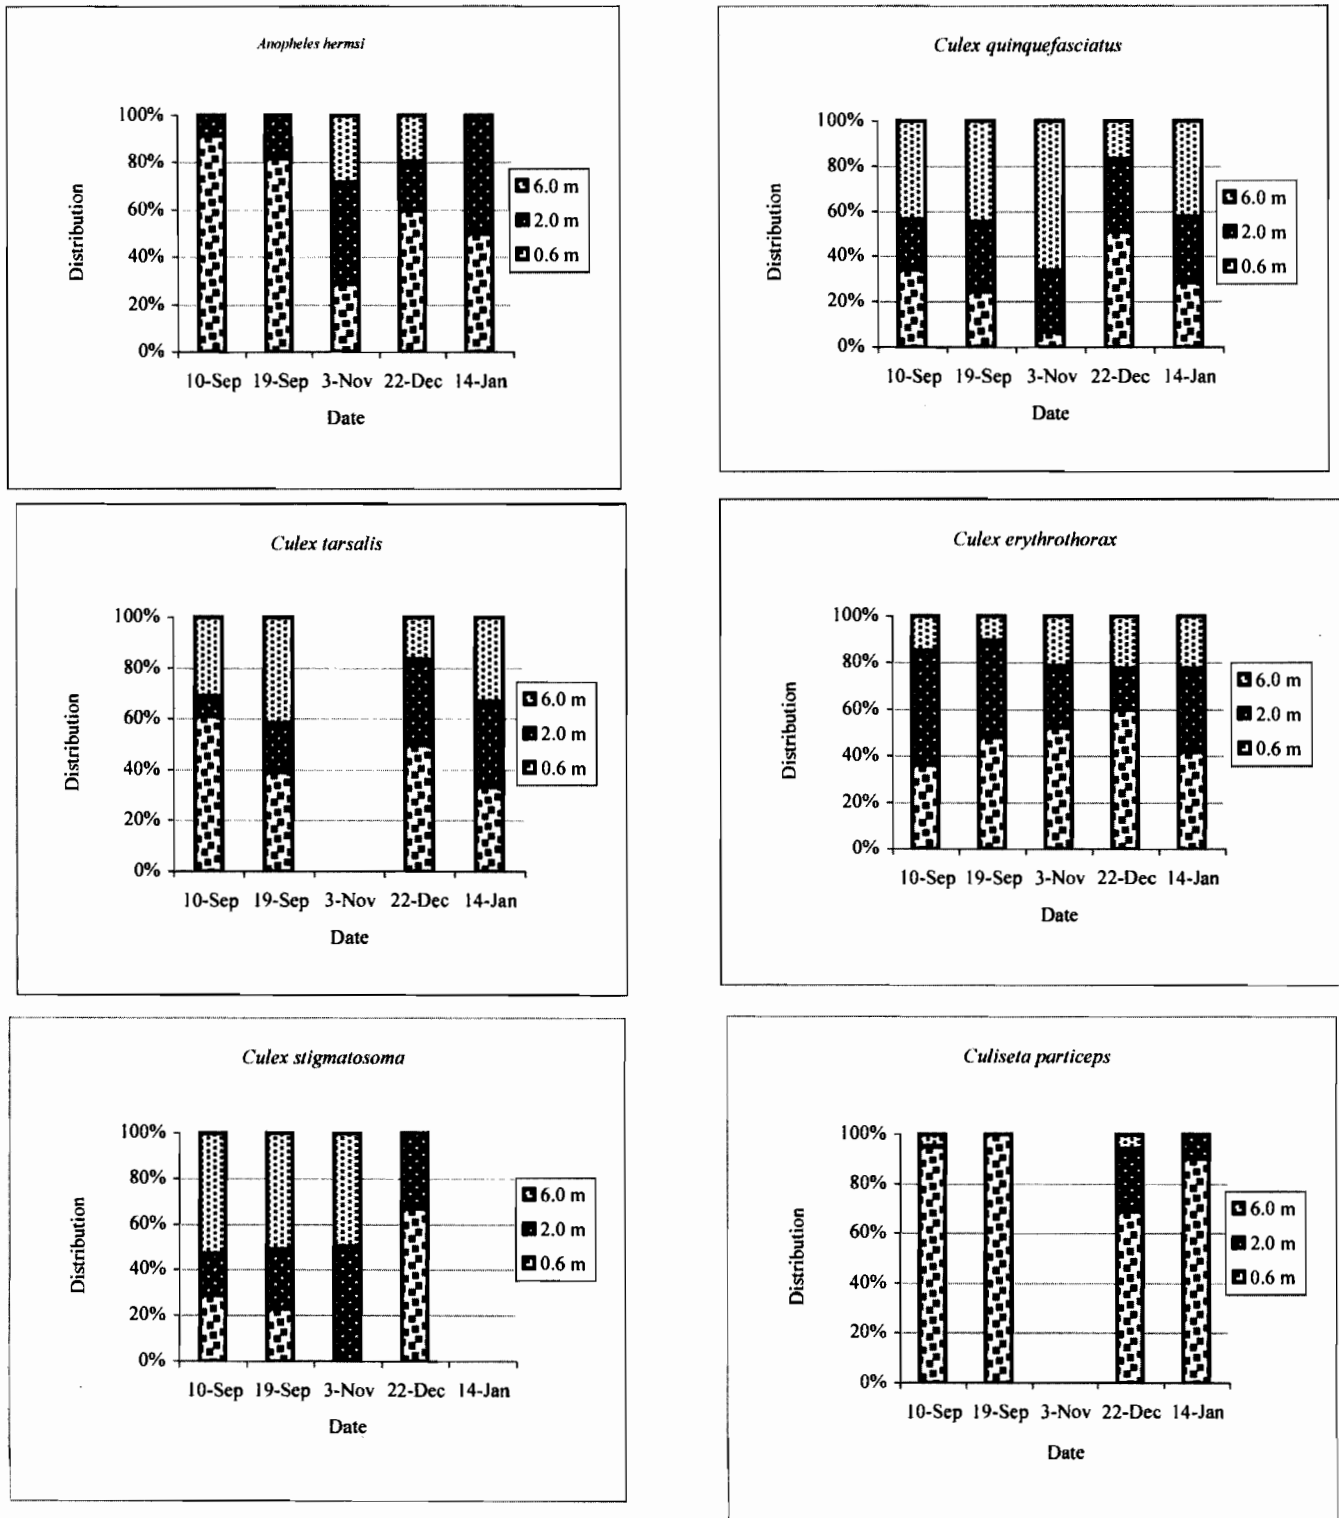 Anopheles hermsi
100%
80%
60%
40%
20%
0%
Distribution
10-Sep 19-Sep 3-Nov 22-Dec 14-Jan
Date
6.0 m
2.0 m
0.6 m
Culex quinquefasciatus
100%
80%
60%
40%
20%
0%
Distribution
10-Sep 19-Sep 3-Nov 22-Dec 14-Jan
Date
6.0 m
2.0 m
0.6 m
Culex tarsalis
100%
80%
60%
40%
20%
0%
Distribution
10-Sep 19-Sep 3-Nov 22-Dec 14-Jan
Date
6.0 m
2.0 m
0.6 m
Culex erythrothorax
100%
80%
60%
40%
20%
0%
Distribution
10-Sep 19-Sep 3-Nov 22-Dec 14-Jan
Date
6.0 m
2.0 m
0.6 m
Culex stigmatosoma
100%
80%
60%
40%
20%
0%
Distribution
10-Sep 19-Sep 3-Nov 22-Dec 14-Jan
Date
6.0 m
2.0 m
0.6 m
Culiseta particeps
100%
80%
60%
40%
20%
0%
Distribution
10-Sep 19-Sep 3-Nov 22-Dec 14-Jan
Date
6.0 m
2.0 m
0.6 m